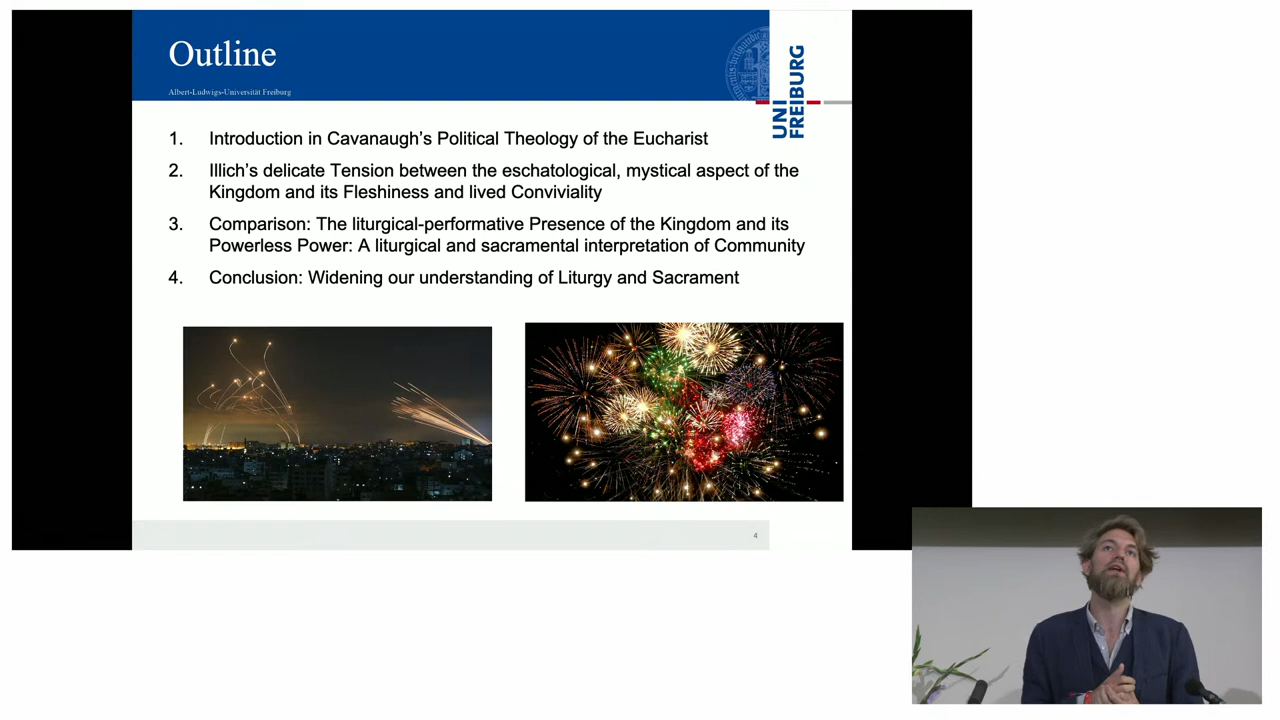 Outline
Albert-Ludwigs-Universität Freiburg
UNI
FREIBURG
1. Introduction in Cavanaugh's Political Theology of the Eucharist
2. Illich's delicate Tension between the eschatological, mystical aspect of the
Kingdom and its Fleshiness and lived Conviviality
3. Comparison: The liturgical-performative Presence of the Kingdom and its
Powerless Power: A liturgical and sacramental interpretation of Community
4. Conclusion: Widening our understanding of Liturgy and Sacrament
4